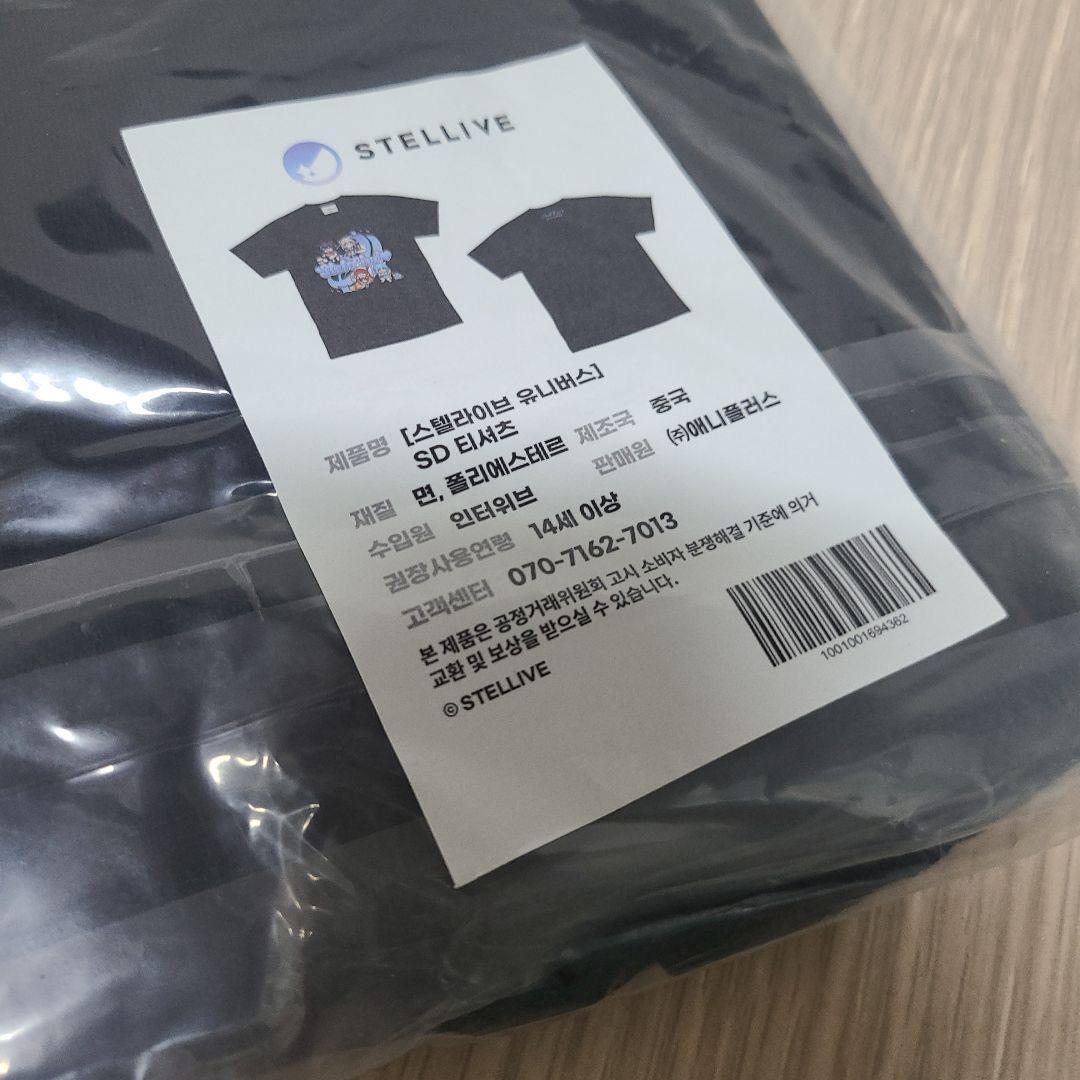 STELLIVE
제품명 [스텔라이브 유니버스]
SD 티셔츠
재질 면, 폴리에스테르 제조국 중국
수입원 인터위브 판매원 ㈜애니플러스
권장사용연령 14세 이상
고객센터 070-7162-7013
본 제품은 공정거래위원회 고시 소비자 분쟁해결 기준에 의거
교환 및 보상을 받으실 수 있습니다.
© STELLIVE
1001001694362